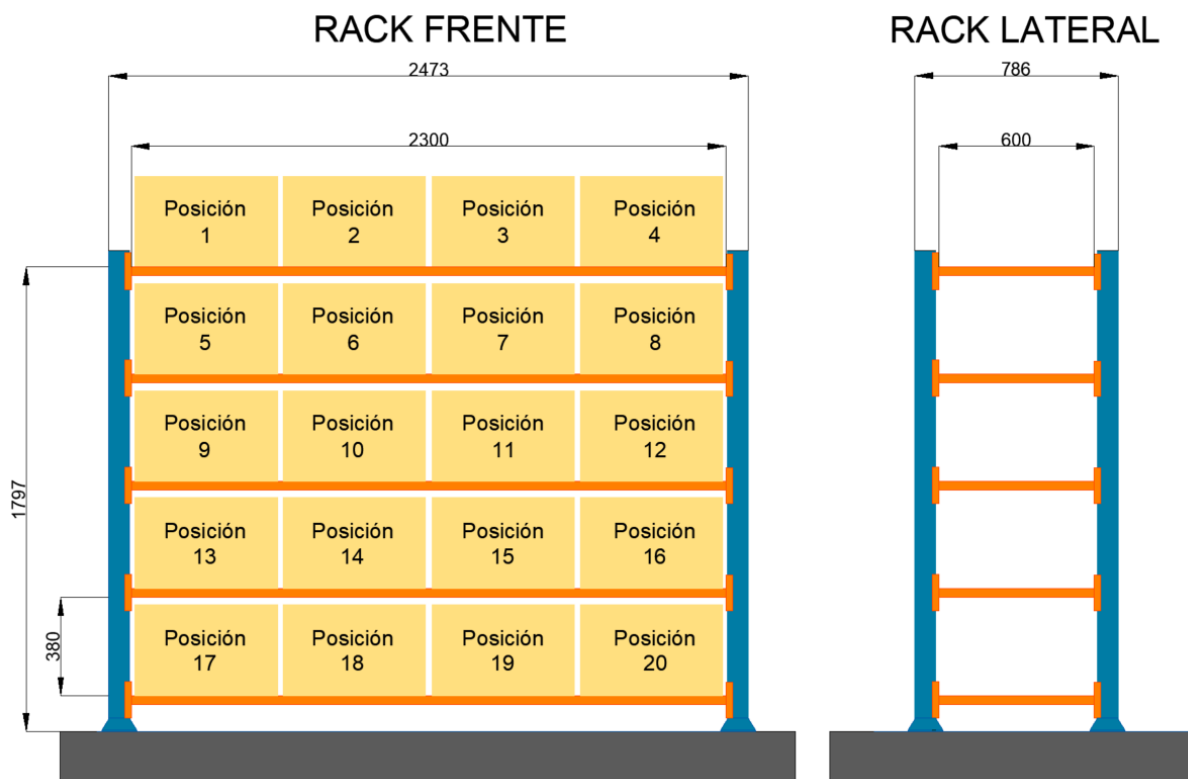 RACK FRENTE
RACK LATERAL
2473
786
2300
600
Posición
1
Posición
2
Posición
3
Posición
4
Posición
5
Posición
6
Posición
7
Posición
8
Posición
9
Posición
10
Posición
11
Posición
12
1797
Posición
13
Posición
14
Posición
15
Posición
16
380
Posición
17
Posición
18
Posición
19
Posición
20